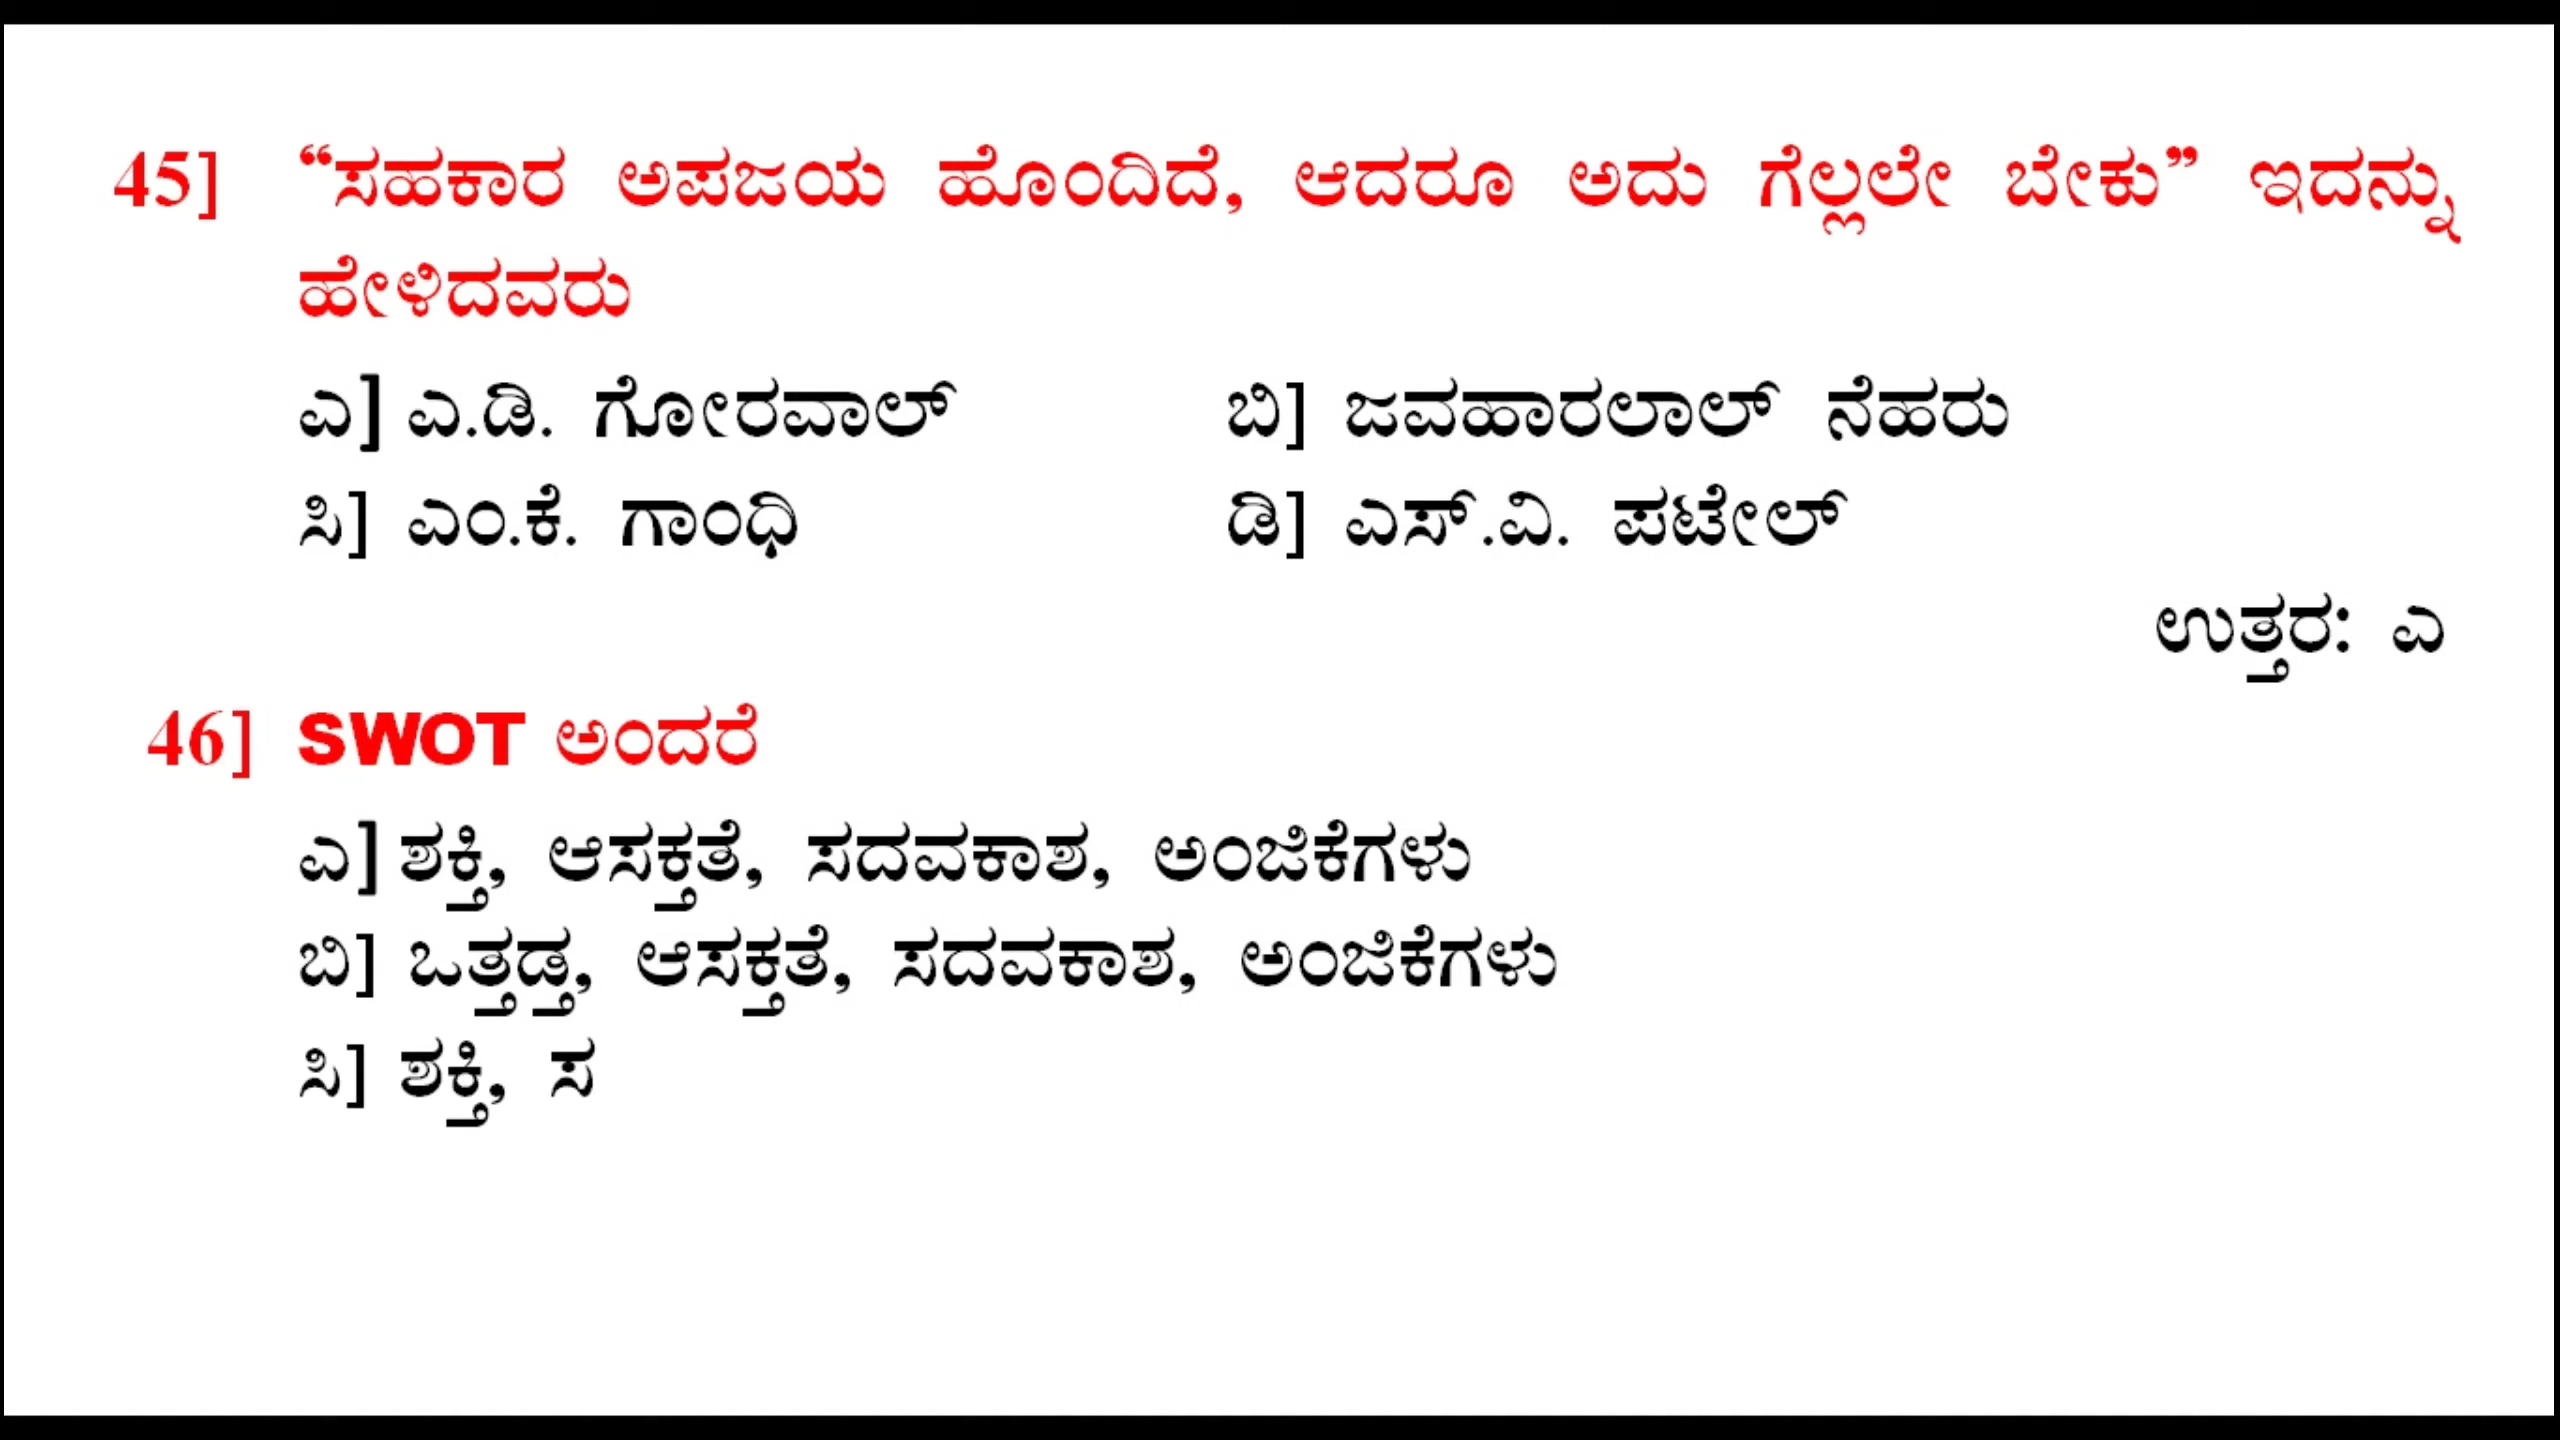 45] “ಸಹಕಾರ ಅಪಜಯ ಹೊಂದಿದೆ, ಆದರೂ ಅದು ಗೆಲ್ಲಲೇ ಬೇಕು” ಇದನ್ನು
ಹೇಳಿದವರು
ಎ] ಎ.ಡಿ. ಗೋರವಾಲ್ ಬಿ] ಜವಹಾರಲಾಲ್ ನೆಹರು
ಸಿ] ಎಂ.ಕೆ. ಗಾಂಧಿ ಡಿ] ಎಸ್.ವಿ. ಪಟೇಲ್
ಉತ್ತರ: ಎ
46] SWOT ಅಂದರೆ
ಎ] ಶಕ್ತಿ, ಆಸಕ್ತತೆ, ಸದವಕಾಶ, ಅಂಜಿಕೆಗಳು
ಬಿ] ಒತ್ತಡ್ತ, ಆಸಕ್ತತೆ, ಸದವಕಾಶ, ಅಂಜಿಕೆಗಳು
ಸಿ] ಶಕ್ತಿ, ಸ